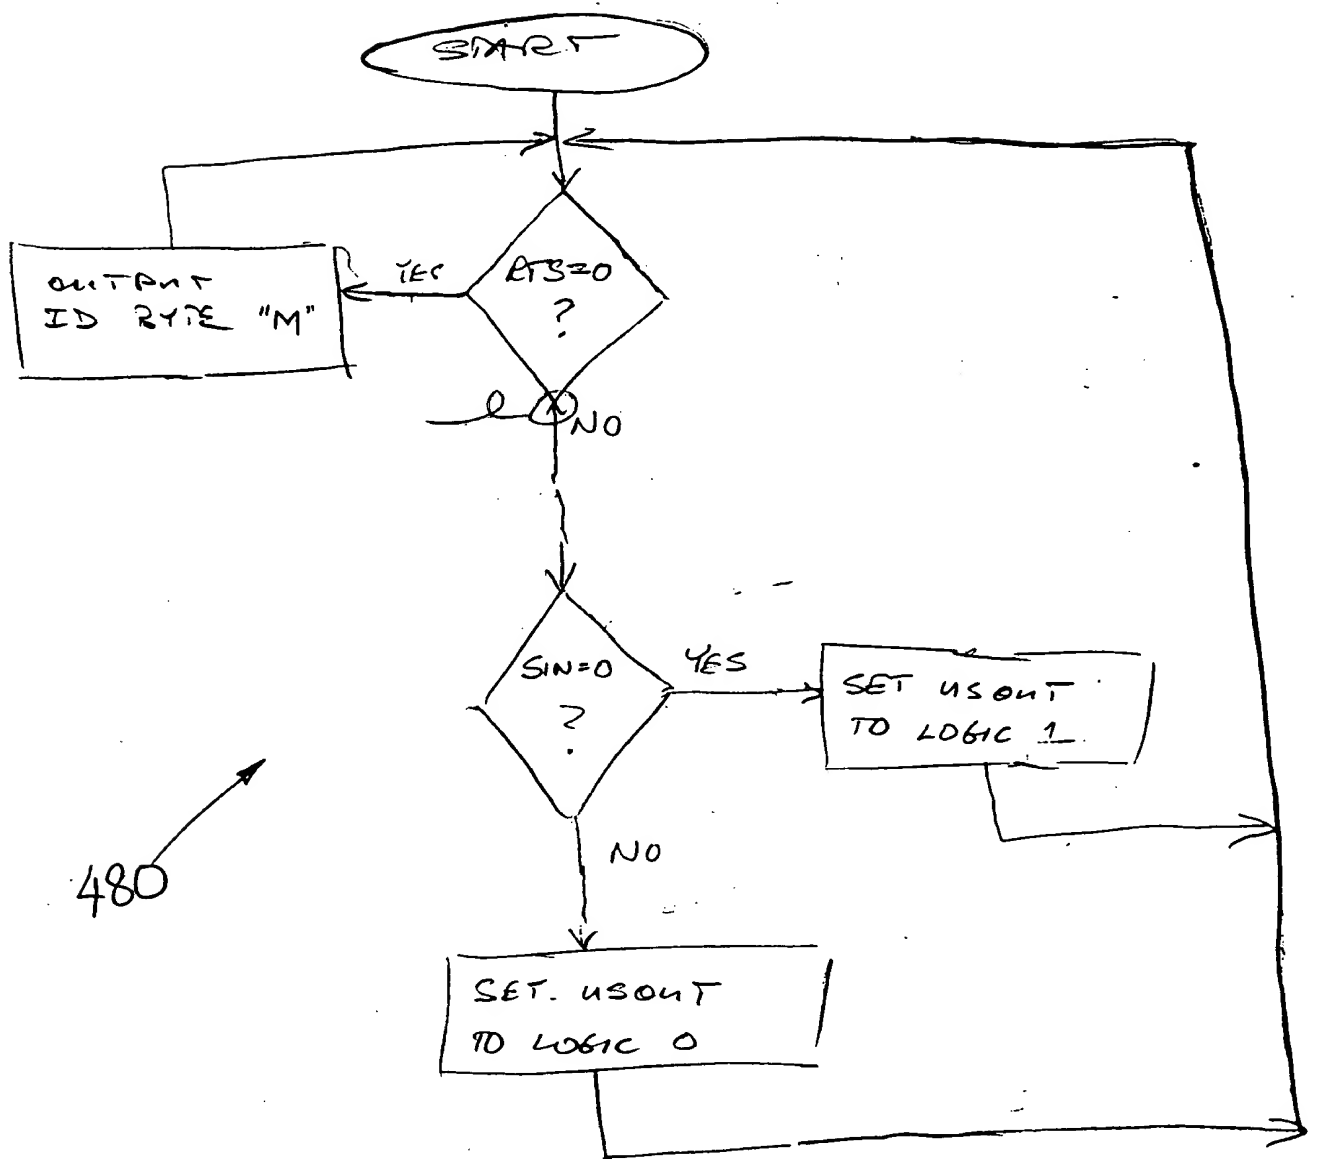 START
YES
RTS=0
?
OUTPUT
ID BYTE "M"
NO
SIN=0
?
YES
SET USOUT
TO LOGIC 1
480
NO
SET USOUT
TO LOGIC 0